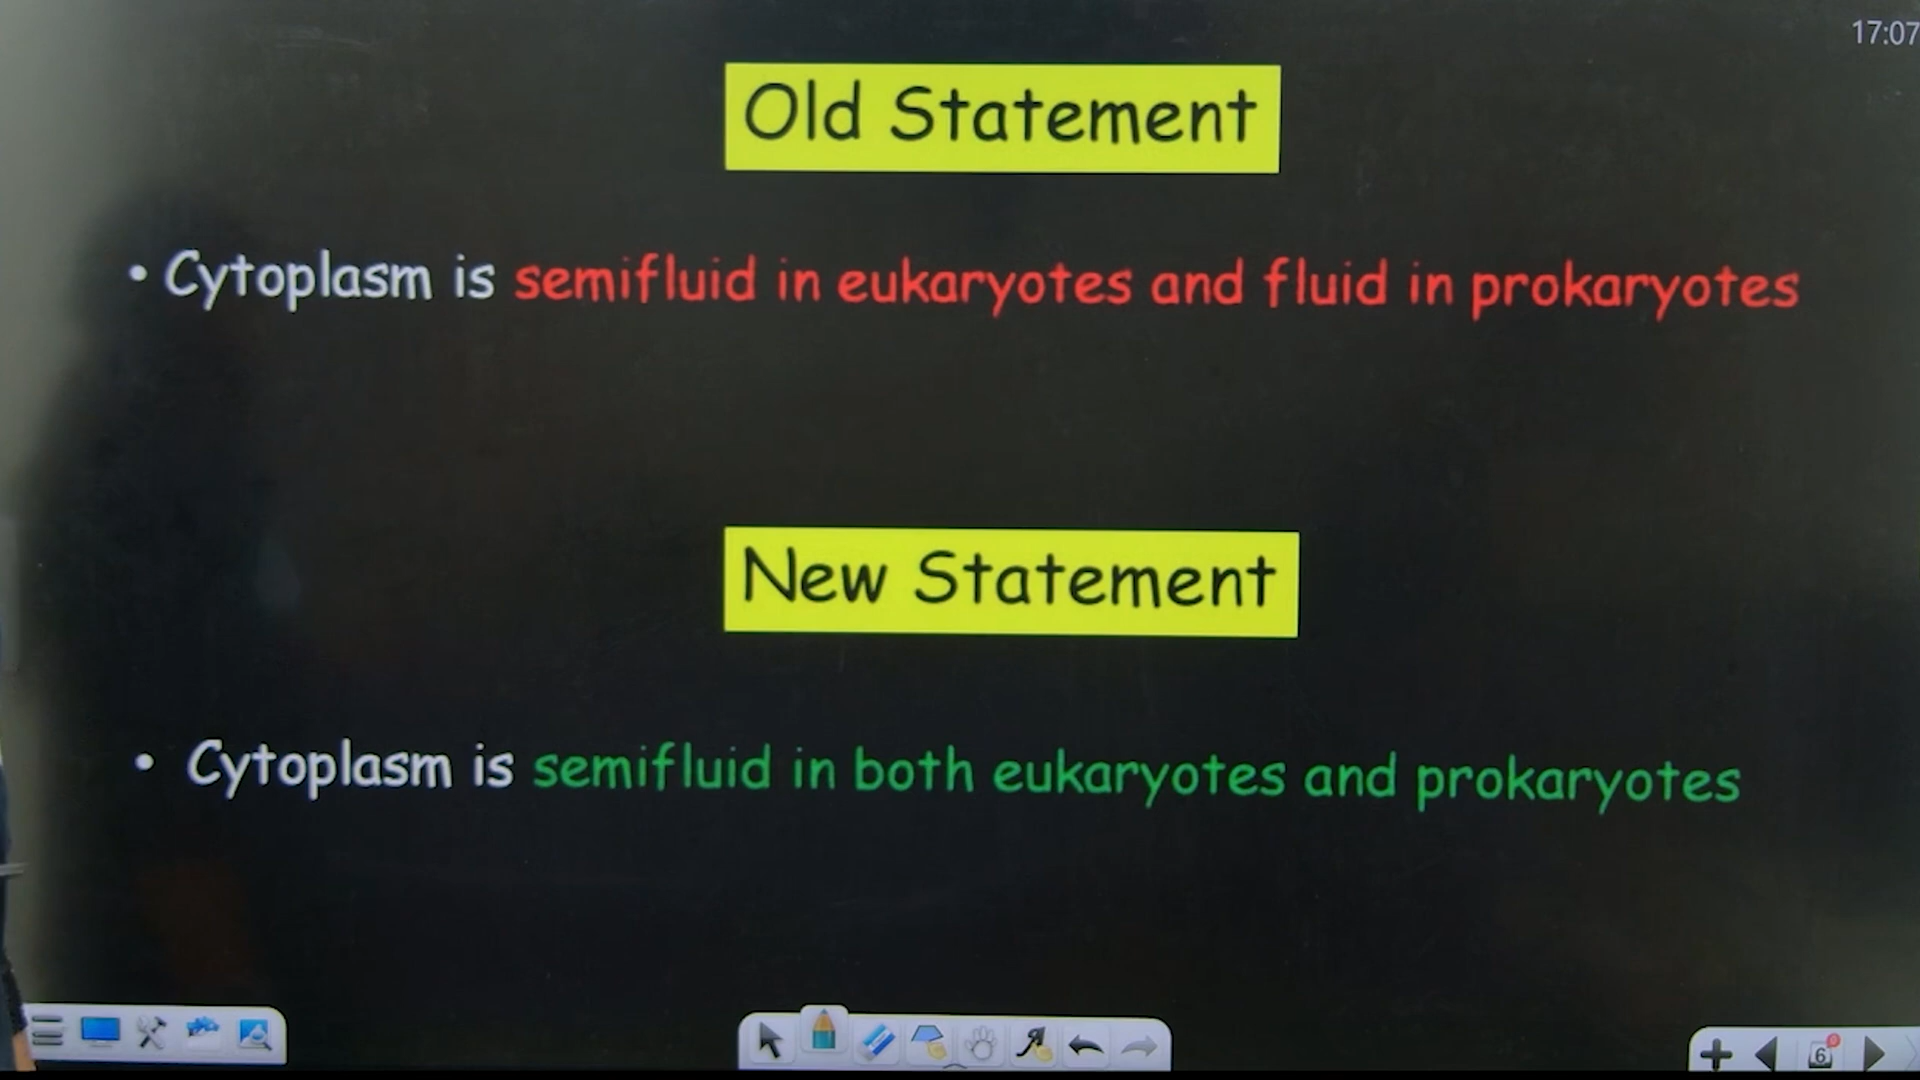 17:07
Old Statement
• Cytoplasm is semifluid in eukaryotes and fluid in prokaryotes
New Statement
• Cytoplasm is semifluid in both eukaryotes and prokaryotes
6